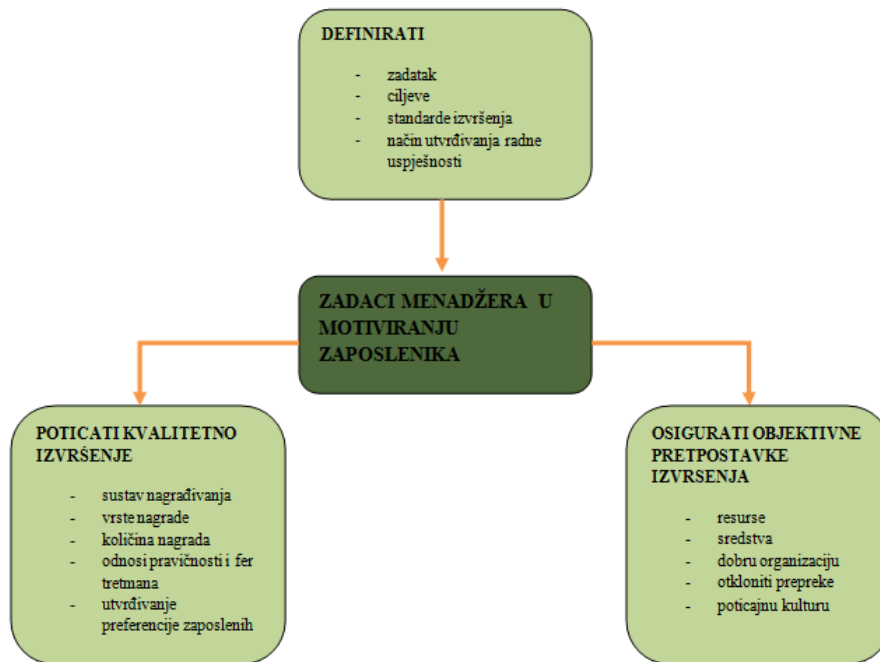 DEFINIRATI
- zadatak
- ciljeve
- standarde izvršenja
- način utvrđivanja radne
uspješnosti
ZADACI MENADŽERA U
MOTIVIRANJU
ZAPOSLENIKA
POTICATI KVALITETNO
IZVRŠENJE
- sustav nagrađivanja
- vrste nagrade
- količina nagrada
- odnosi pravičnosti i fer
tretmana
- utvrđivanje
preferencije zaposlenih
OSIGURATI OBJEKTIVNE
PRETPOSTAVKE
IZVRSENJA
- resurse
- sredstva
- dobru organizaciju
- otkloniti prepreke
- poticajnu kulturu